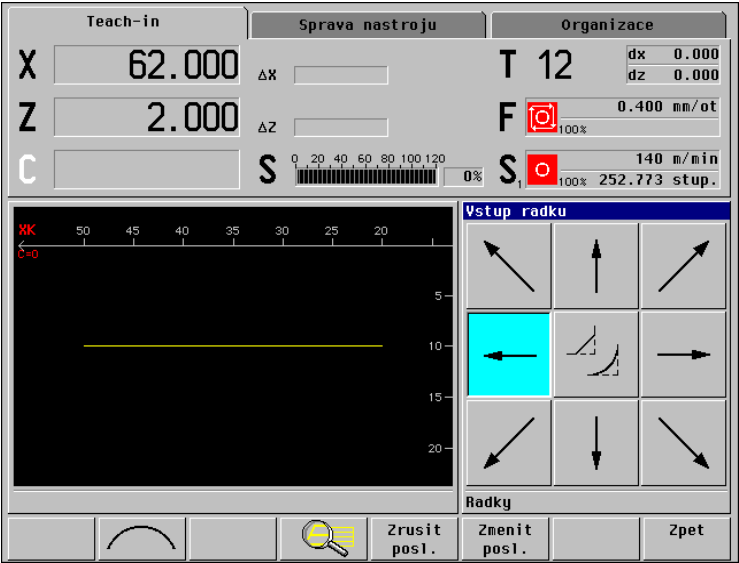 Teach-in
Sprava nastroju
Organizace
X 62.000 ΔX
T 12 dx 0.000
dz 0.000
Z 2.000 ΔZ
F 100% 0.400 mm/ot
C
S 0 20 40 60 80 100 120 0%
S1 100% 140 m/min
252.773 stup.
Vstup radku
XK 50 45 40 35 30 25 20
C=0
5
10
15
20
Radky
Zrusit posl.
Zmenit posl.
Zpet